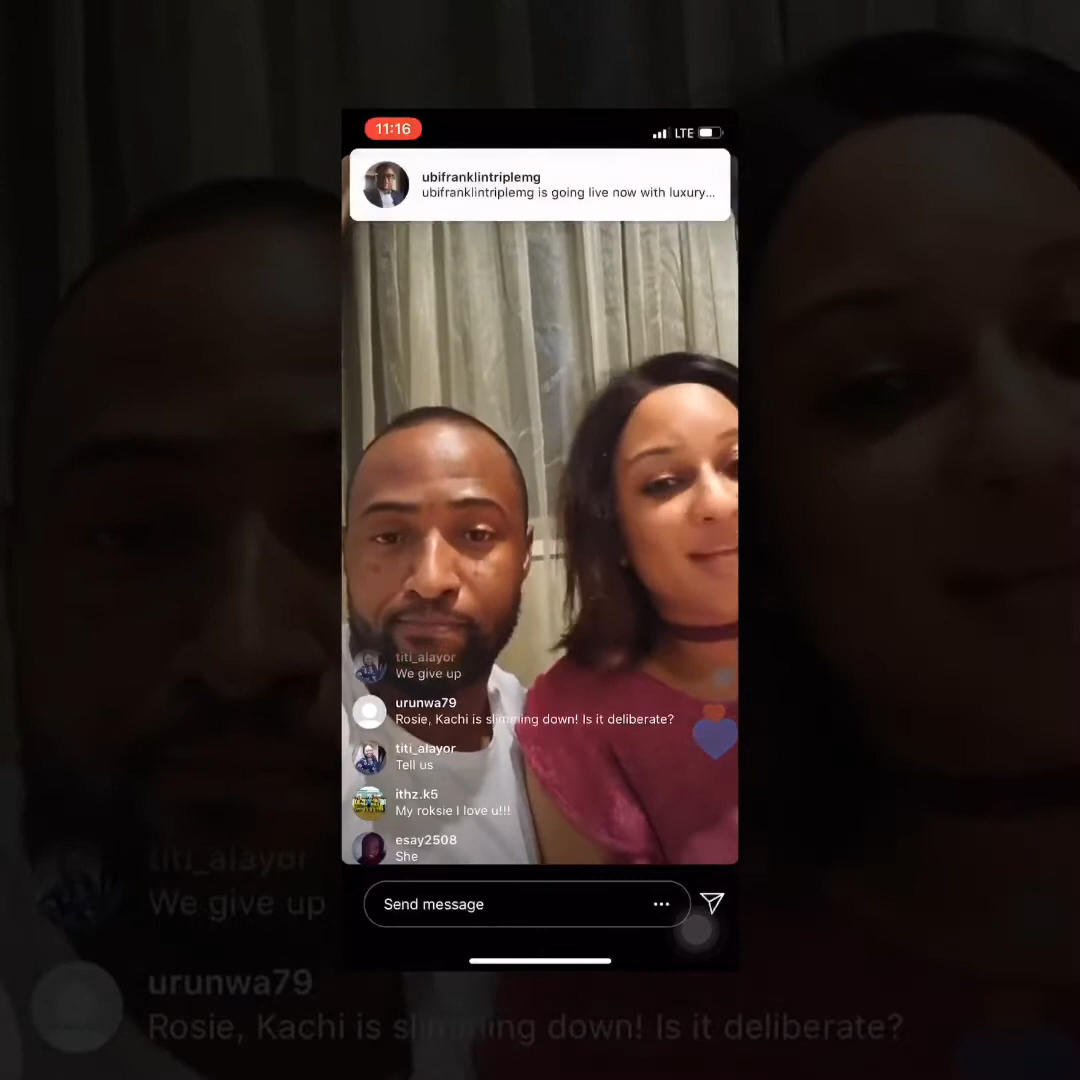 11:16
LTE
ubifranklintriplemg
ubifranklintriplemg is going live now with luxury...
titi_alayor
We give up
urunwa79
Rosie, Kachi is slimming down! Is it deliberate?
titi_alayor
Tell us
ithz.k5
My roksie I love u!!!
esay2508
She
Send message
titi_alayor
We give up
urunwa79
Rosie, Kachi is slimming down! Is it deliberate?